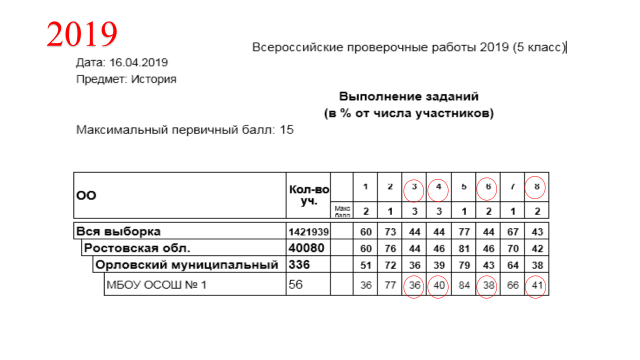 2019
Всероссийские проверочные работы 2019 (5 класс)
Дата: 16.04.2019
Предмет: История
Выполнение заданий
(в % от числа участников)
Максимальный первичный балл: 15
ОО Кол-во уч. 1 2 3 4 5 6 7 8
Макс балл 2 1 3 3 1 2 1 2
Вся выборка 1421939 60 73 44 44 77 44 67 43
Ростовская обл. 40080 60 76 44 46 81 46 70 42
Орловский муниципальный 336 51 72 36 39 79 43 64 38
МБОУ ОСОШ № 1 56 36 77 36 40 84 38 66 41